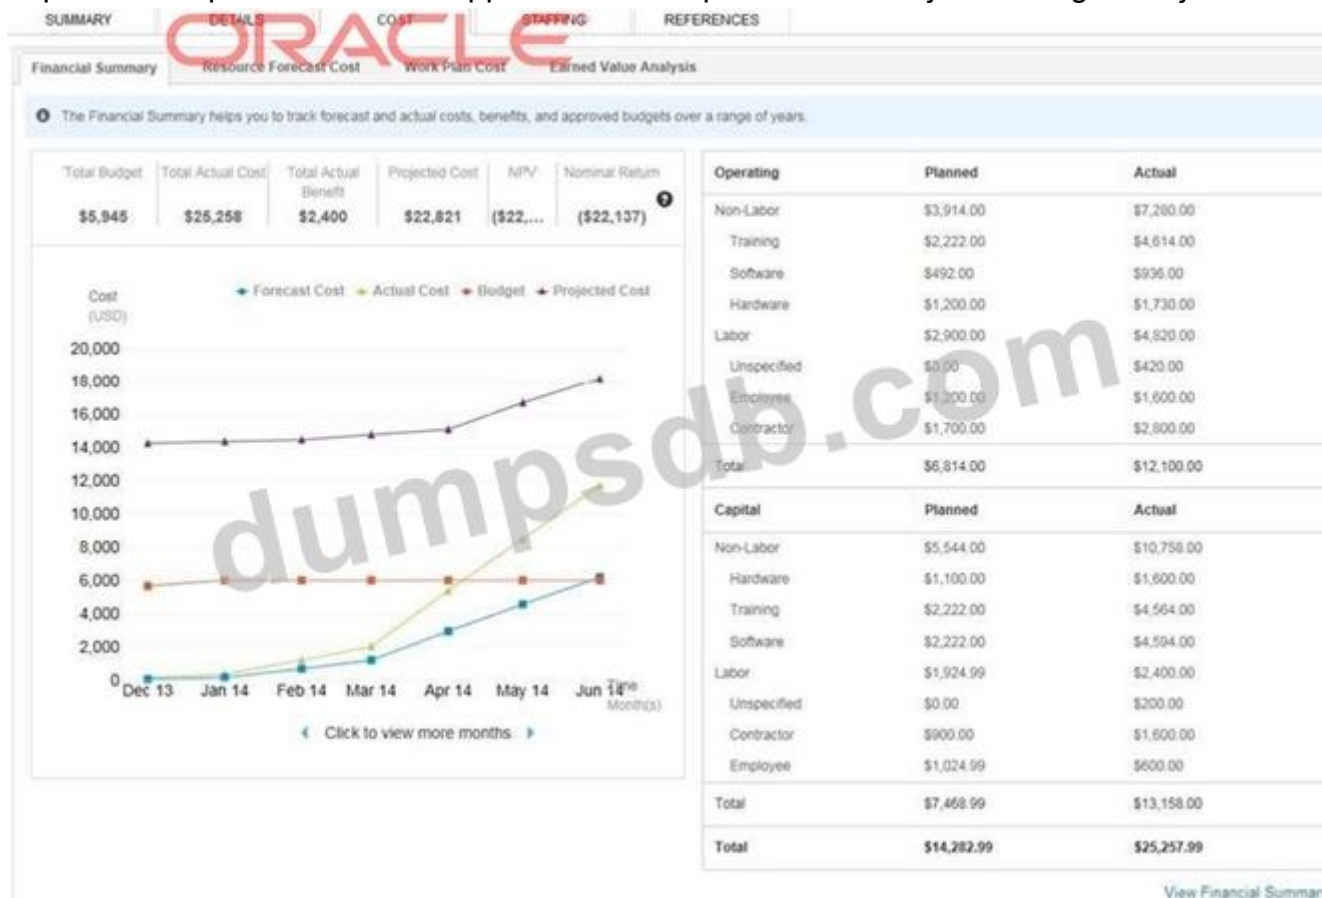 SUMMARY DETAILS COST STAFFING REFERENCES
ORACLE
Financial Summary Resource Forecast Cost Work Plan Cost Earned Value Analysis
The Financial Summary helps you to track forecast and actual costs, benefits, and approved budgets over a range of years.
Total Budget Total Actual Cost Total Actual Benefit Projected Cost NPV Nominal Return
$5,945 $25,258 $2,400 $22,821 ($22,... ($22,137)
Forecast Cost Actual Cost Budget Projected Cost
Cost
(USD)
20,000
18,000
16,000
14,000
12,000
10,000
8,000
6,000
4,000
2,000
0
Dec 13 Jan 14 Feb 14 Mar 14 Apr 14 May 14 Jun 14
Time
Month(s)
Click to view more months
Operating Planned Actual
Non-Labor $3,914.00 $7,280.00
Training $2,222.00 $4,614.00
Software $492.00 $936.00
Hardware $1,200.00 $1,730.00
Labor $2,900.00 $4,820.00
Unspecified $0.00 $420.00
Employee $1,200.00 $1,600.00
Contractor $1,700.00 $2,800.00
Total $6,814.00 $12,100.00
Capital Planned Actual
Non-Labor $5,544.00 $10,758.00
Hardware $1,100.00 $1,600.00
Training $2,222.00 $4,564.00
Software $2,222.00 $4,594.00
Labor $1,924.99 $2,400.00
Unspecified $0.00 $200.00
Contractor $900.00 $1,600.00
Employee $1,024.99 $600.00
Total $7,468.99 $13,158.00
Total $14,282.99 $25,257.99
View Financial Summar
dumpsdb.com